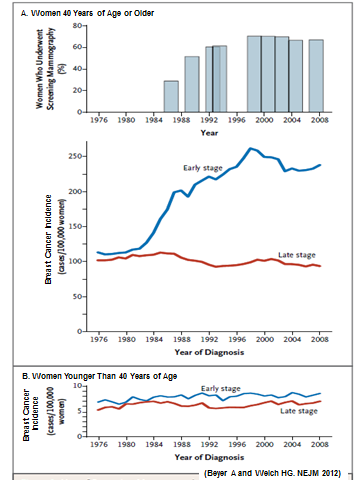 A. Women 40 Years of Age or Older
Women Who Underwent
Screening Mammography
(%)
80
60
40
20
0
1976 1980 1984 1988 1992 1996 2000 2004 2008
Year
Breast Cancer Incidence
(cases/100,000 women)
250
200
150
100
50
0
Early stage
Late stage
1976 1980 1984 1988 1992 1996 2000 2004 2008
Year of Diagnosis
B. Women Younger Than 40 Years of Age
Breast Cancer
Incidence
(cases/100,000
women)
10
5
0
Early stage
Late stage
1976 1980 1984 1988 1992 1996 2000 2004 2008
Year of Diagnosis
(Beyer A and Welch HG. NEJM 2012)